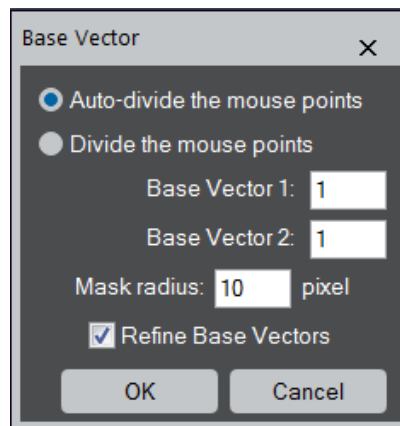 Base Vector
Auto-divide the mouse points
Divide the mouse points
Base Vector 1: 1
Base Vector 2: 1
Mask radius: 10 pixel
Refine Base Vectors
OK Cancel